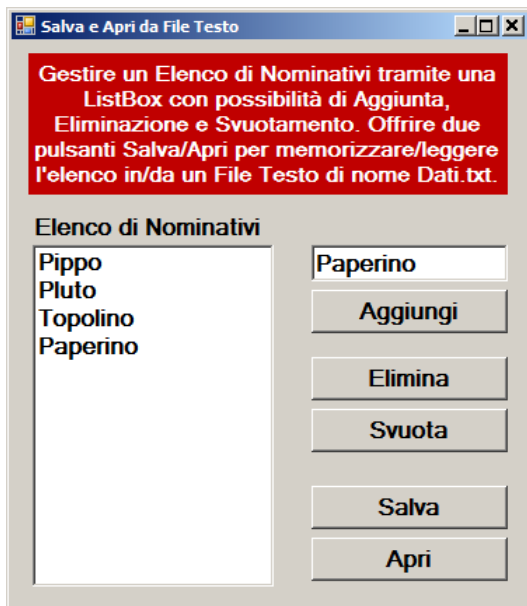 Salva e Apri da File Testo
Gestire un Elenco di Nominativi tramite una
ListBox con possibilità di Aggiunta,
Eliminazione e Svuotamento. Offrire due
pulsanti Salva/Apri per memorizzare/leggere
l'elenco in/da un File Testo di nome Dati.txt.
Elenco di Nominativi
Pippo
Pluto
Topolino
Paperino
Paperino
Aggiungi
Elimina
Svuota
Salva
Apri